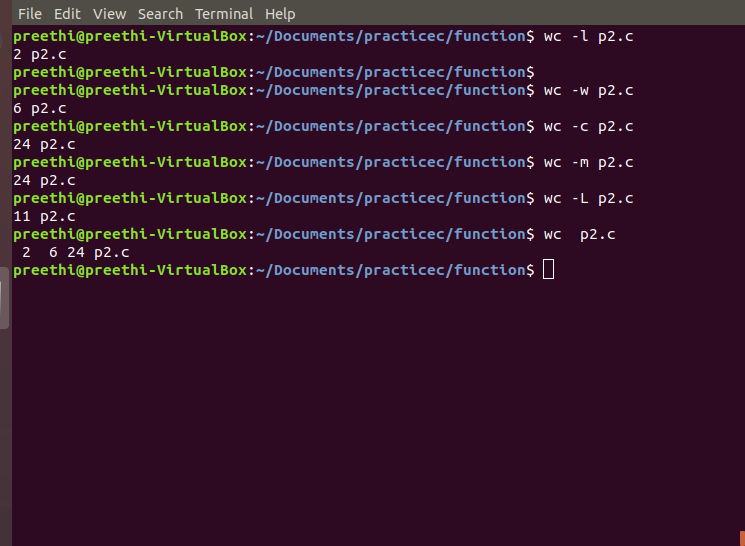 File Edit View Search Terminal Help
preethi@preethi-VirtualBox:~/Documents/practicec/function$ wc -l p2.c
2 p2.c
preethi@preethi-VirtualBox:~/Documents/practicec/function$
preethi@preethi-VirtualBox:~/Documents/practicec/function$ wc -w p2.c
6 p2.c
preethi@preethi-VirtualBox:~/Documents/practicec/function$ wc -c p2.c
24 p2.c
preethi@preethi-VirtualBox:~/Documents/practicec/function$ wc -m p2.c
24 p2.c
preethi@preethi-VirtualBox:~/Documents/practicec/function$ wc -L p2.c
11 p2.c
preethi@preethi-VirtualBox:~/Documents/practicec/function$ wc  p2.c
 2  6 24 p2.c
preethi@preethi-VirtualBox:~/Documents/practicec/function$